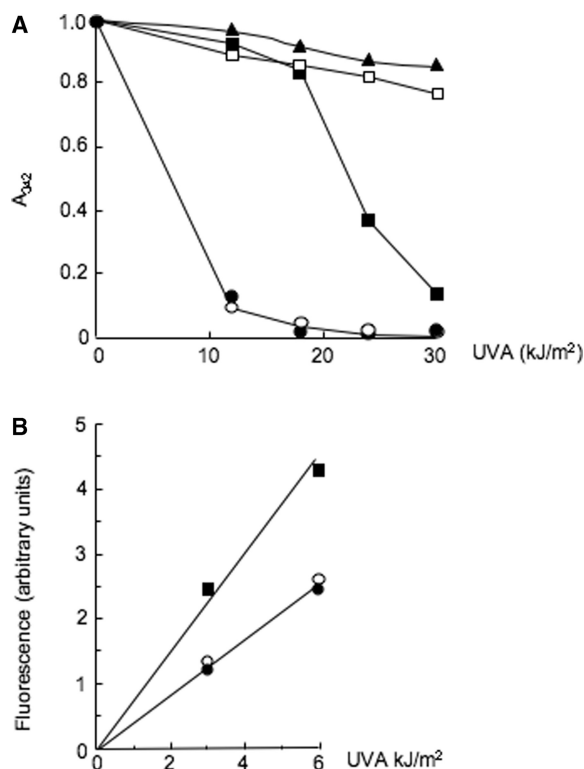 A
1.0
0.8
0.6
0.4
0.2
0
A₃₄₂
0 10 20 30 UVA (kJ/m²)
B
5
4
3
2
1
0
Fluorescence (arbitrary units)
0 2 4 6 UVA kJ/m²